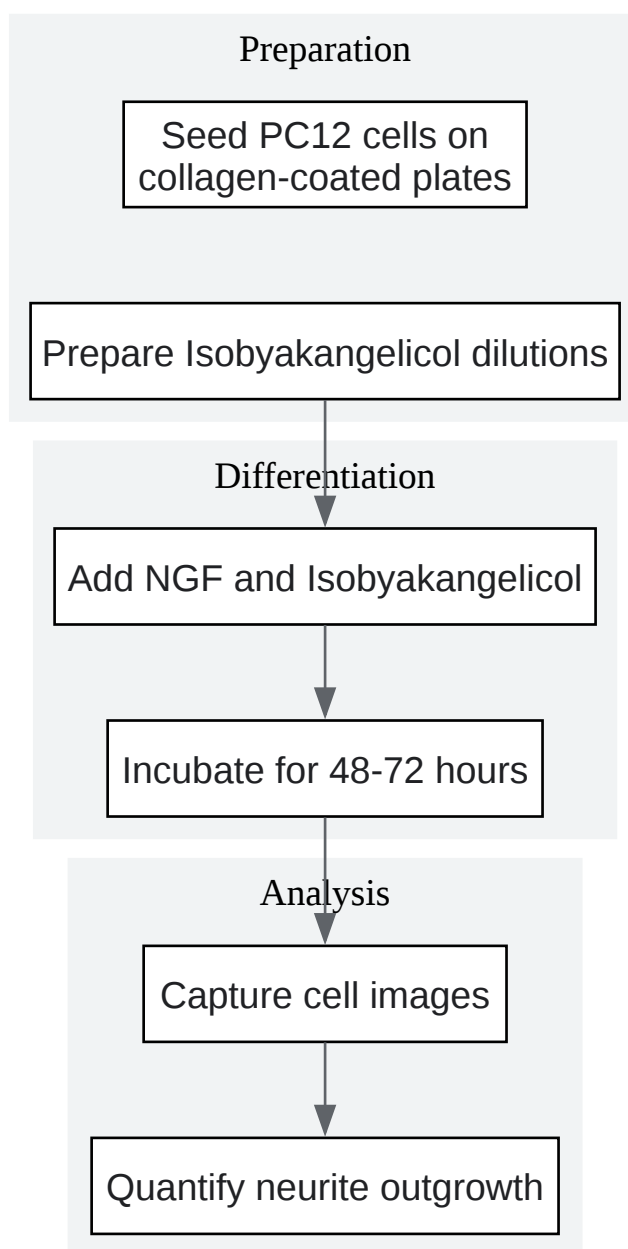 Preparation
Seed PC12 cells on
collagen-coated plates
Prepare Isobyakangelicol dilutions
Differentiation
Add NGF and Isobyakangelicol
Incubate for 48-72 hours
Analysis
Capture cell images
Quantify neurite outgrowth